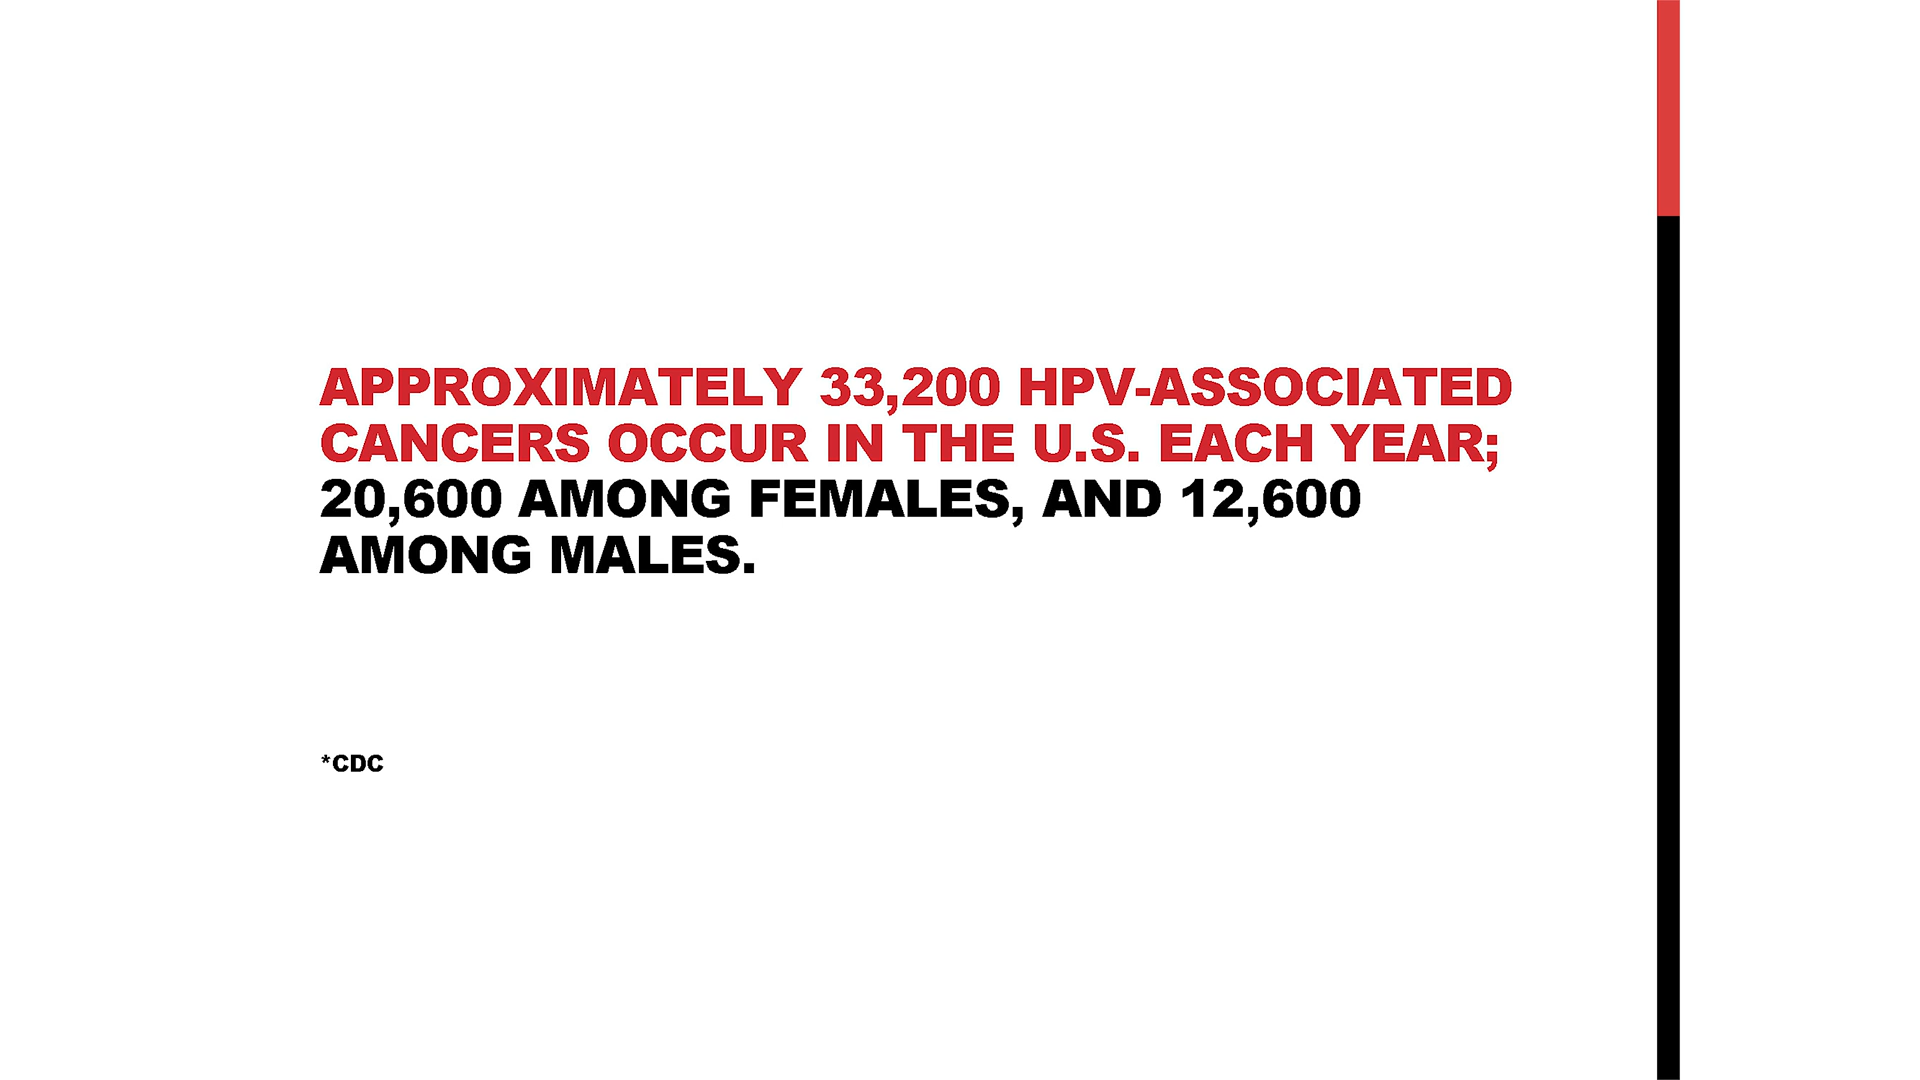 APPROXIMATELY 33,200 HPV-ASSOCIATED
CANCERS OCCUR IN THE U.S. EACH YEAR;
20,600 AMONG FEMALES, AND 12,600
AMONG MALES.
*CDC